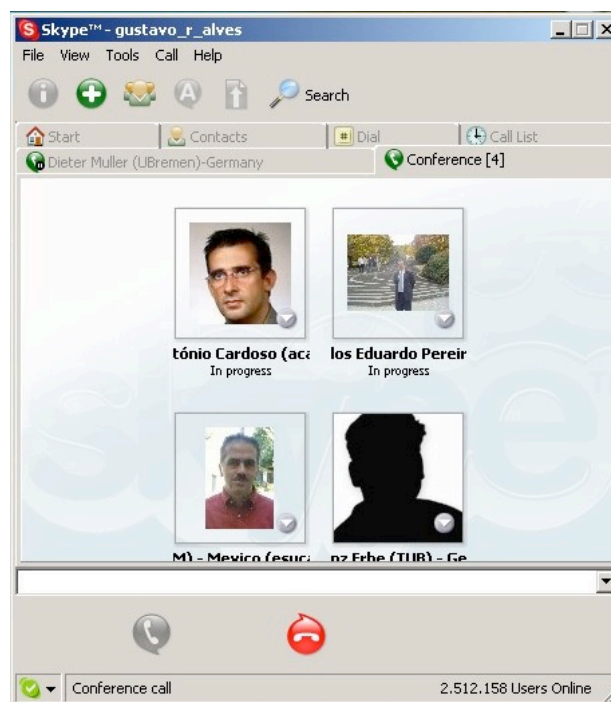 Skype™ - gustavo_r_alves
File View Tools Call Help
Search
Start Contacts Dial Call List
Dieter Muller (UBremen)-Germany Conference [4]
tónio Cardoso (aca los Eduardo Pereir
In progress In progress
M) - Mexico (esuca nz Erbe (TUB) - Ge
Conference call 2.512.158 Users Online